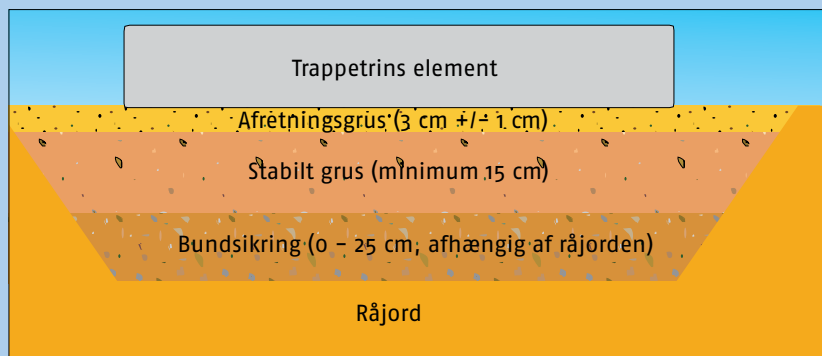 Trappetrins element
Afretningsgrus (3 cm +/- 1 cm)
Stabilt grus (minimum 15 cm)
Bundsikring (0 - 25 cm, afhængig af råjorden)
Råjord